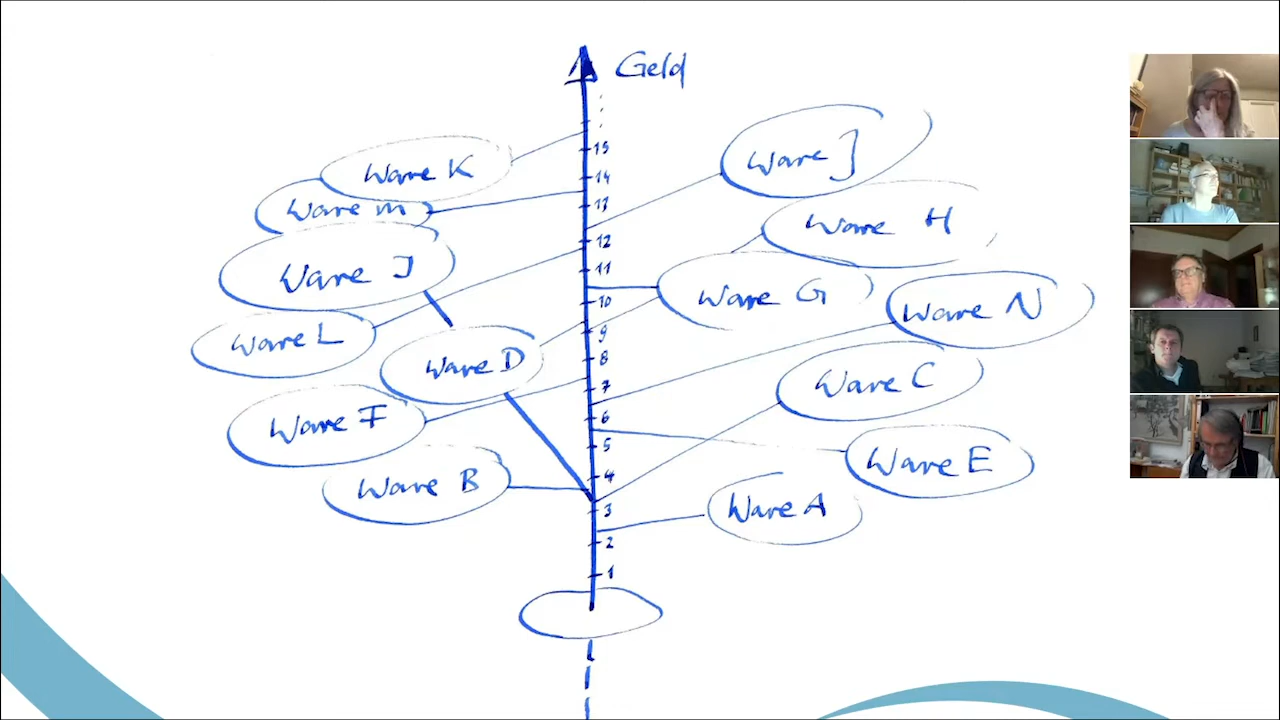 Geld
15
14
13
12
11
10
9
8
7
6
5
4
3
2
1
Ware K
Ware M
Ware J
Ware L
Ware D
Ware F
Ware B
Ware J
Ware H
Ware G
Ware N
Ware C
Ware E
Ware A